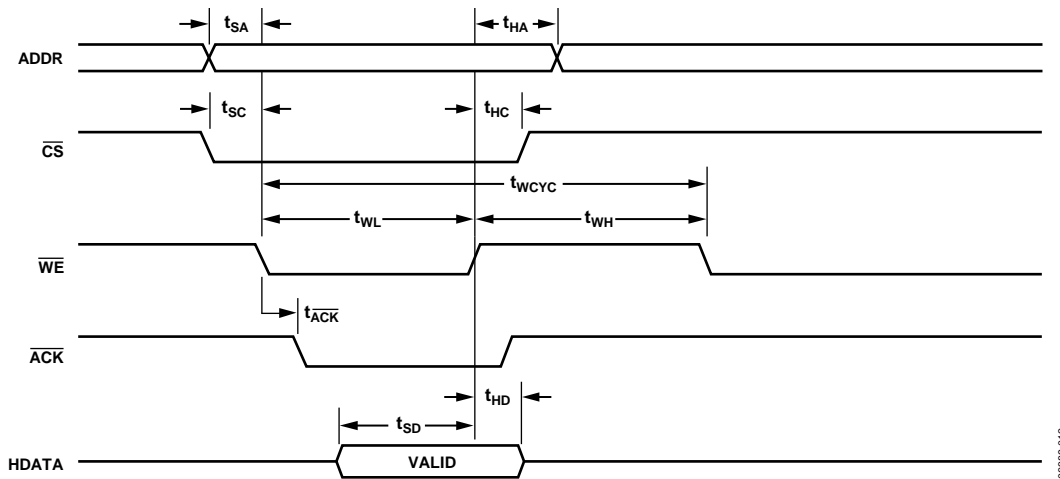 tSA
tHA
ADDR
tSC
tHC
CS
tWCYC
tWL
tWH
WE
tACK
ACK
tHD
tSD
HDATA
VALID